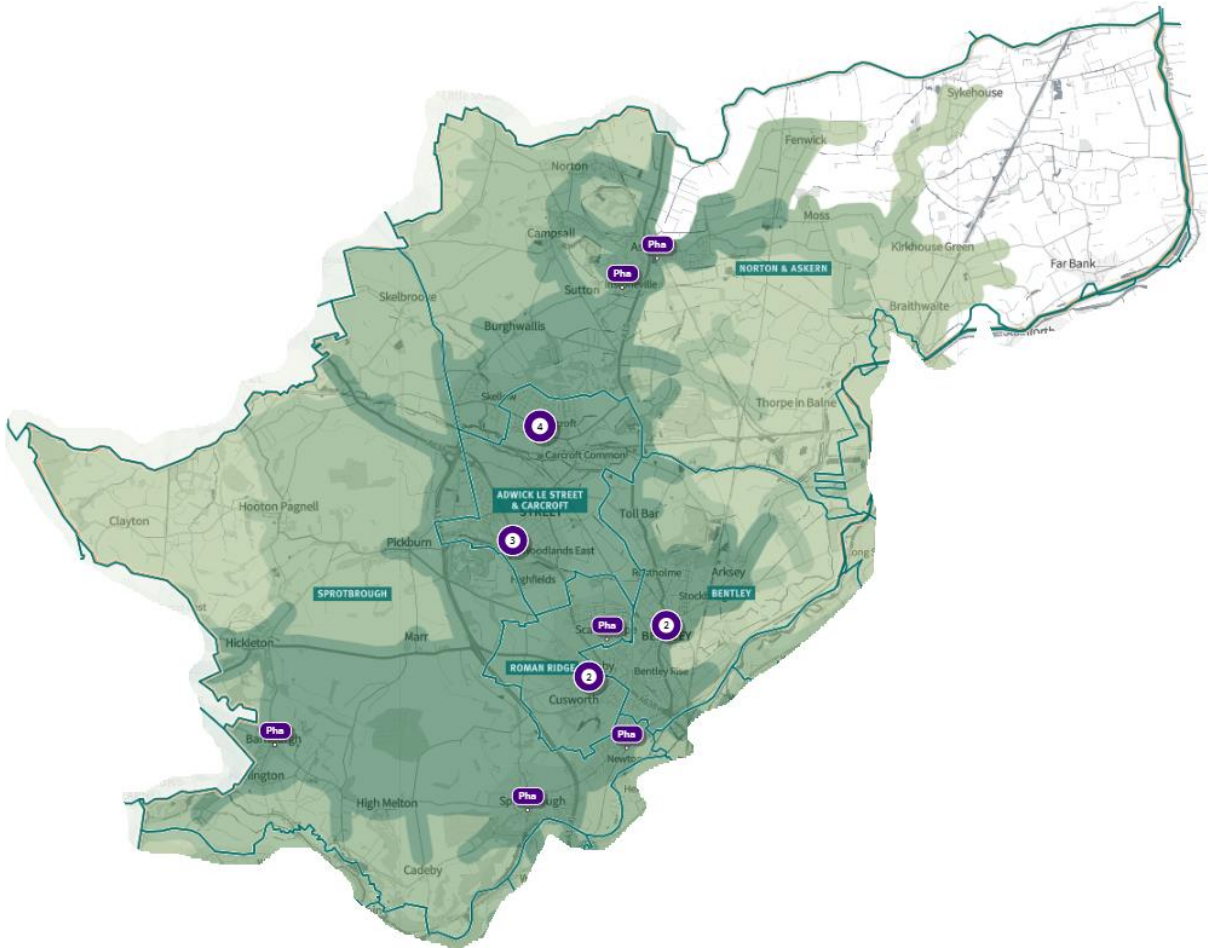 Sykehouse
Fenwick
Norton
Moss
Campsall
Pha
Kirkhouse Green
Far Bank
NORTON & ASKERN
Pha
Sutton
Skelbrooke
Braithwaite
Burghwallis
Skellow
Thorpe in Balne
4
Carcroft Common
ADWICK LE STREET
& CARCROFT
STREET
Hooton Pagnell
Toll Bar
Clayton
3
Pickburn
Highfields
Arksey
SPROTBROUGH
BENTLEY
Pha
2
Marr
Hickleton
ROMAN RIDGE
2
Bentley Rise
Cusworth
Pha
Pha
High Melton
Pha
Cadeby